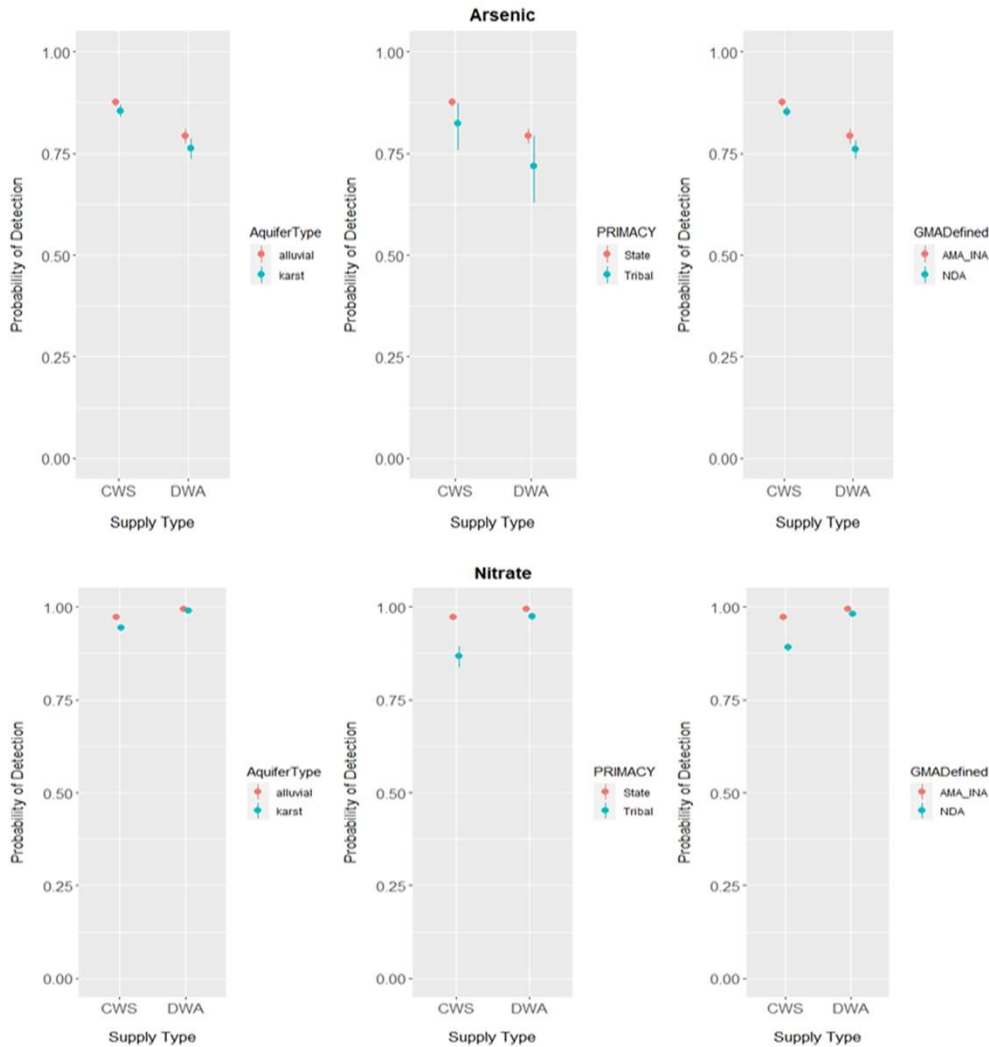 Arsenic
1.00
0.75
0.50
0.25
0.00
Probability of Detection
CWS DWA
Supply Type
AquiferType
alluvial
karst
1.00
0.75
0.50
0.25
0.00
Probability of Detection
CWS DWA
Supply Type
PRIMACY
State
Tribal
1.00
0.75
0.50
0.25
0.00
Probability of Detection
CWS DWA
Supply Type
GMADefined
AMA_INA
NDA
Nitrate
1.00
0.75
0.50
0.25
0.00
Probability of Detection
CWS DWA
Supply Type
AquiferType
alluvial
karst
1.00
0.75
0.50
0.25
0.00
Probability of Detection
CWS DWA
Supply Type
PRIMACY
State
Tribal
1.00
0.75
0.50
0.25
0.00
Probability of Detection
CWS DWA
Supply Type
GMADefined
AMA_INA
NDA